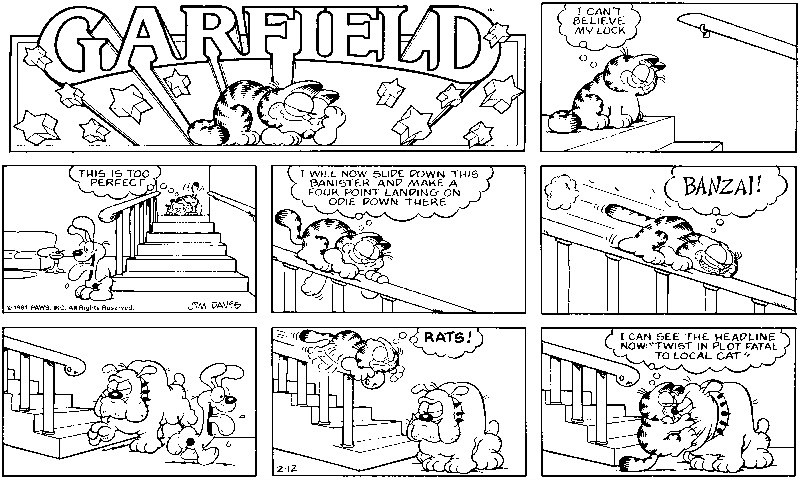 GARFIELD
I CAN'T
BELIEVE
MY LUCK
THIS IS TOO
PERFECT
© 1981 PAWS, INC. All Rights Reserved.
JIM DAVIS
I WILL NOW SLIDE DOWN THIS
BANISTER AND MAKE A
FOUR POINT LANDING ON
ODIE DOWN THERE
BANZAI!
RATS!
2-12
I CAN SEE THE HEADLINE
NOW: "TWIST IN PLOT FATAL
TO LOCAL CAT"